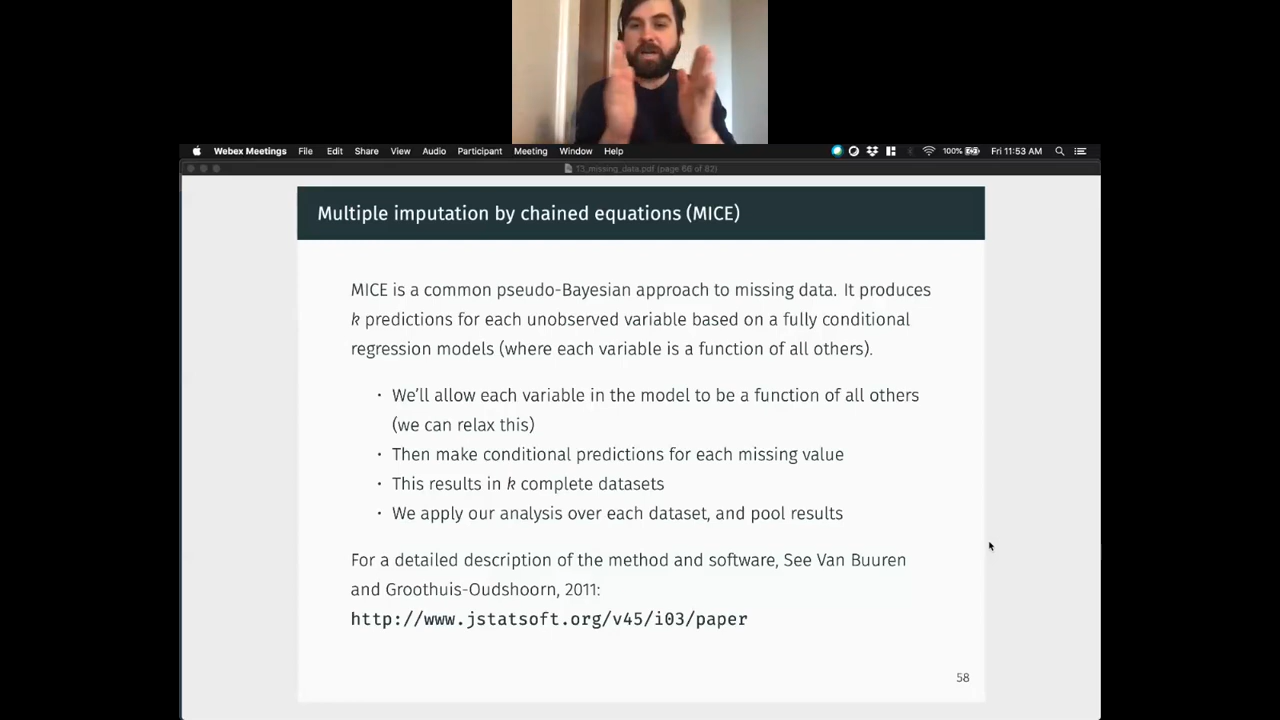 Webex Meetings File Edit Share View Audio Participant Meeting Window Help 100% Fri 11:53 AM
13_missing_data.pdf (page 66 of 82)
Multiple imputation by chained equations (MICE)
MICE is a common pseudo-Bayesian approach to missing data. It produces
k predictions for each unobserved variable based on a fully conditional
regression models (where each variable is a function of all others).
· We'll allow each variable in the model to be a function of all others
(we can relax this)
· Then make conditional predictions for each missing value
· This results in k complete datasets
· We apply our analysis over each dataset, and pool results
For a detailed description of the method and software, See Van Buuren
and Groothuis-Oudshoorn, 2011:
http://www.jstatsoft.org/v45/i03/paper
58